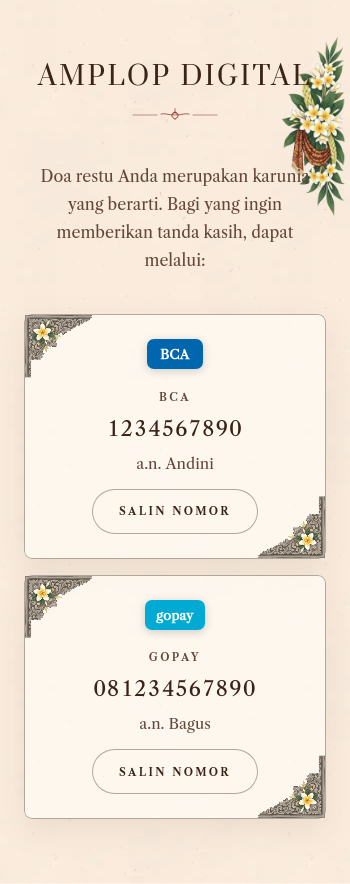 AMPLOP DIGITAL
Doa restu Anda merupakan karunia
yang berarti. Bagi yang ingin
memberikan tanda kasih, dapat
melalui:
BCA
BCA
1234567890
a.n. Andini
SALIN NOMOR
gopay
GOPAY
081234567890
a.n. Bagus
SALIN NOMOR